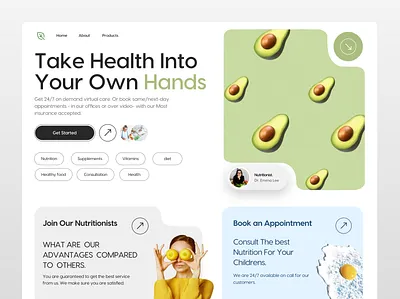 Home About Products
Take Health Into
Your Own Hands
Get 24/7 on demand virtual care. Or book same/next day
appointments - in our offices or over video- with our Most
insurance accepted.
Get Started
Nutrition Supplements Vitamins diet
Healthy food Consultation Health
Nutritionist.
Dr. Emma Lee
Join Our Nutritionists
WHAT ARE OUR
ADVANTAGES COMPARED
TO OTHERS.
You are guaranteed to get the best service
from us. We make sure you are satisfied.
Book an Appointment
Consult The best
Nutrition For Your
Childrens.
We are 24/7 available on call for our
customers.